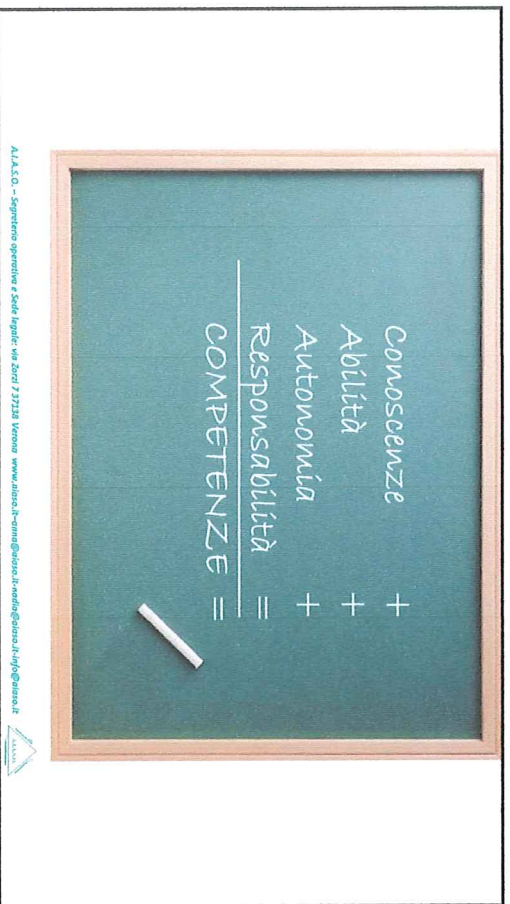 Conoscenze +
Abilità +
Autonomia +
Responsabilità =
COMPETENZE =
A.I.A.S.O. – Segreteria operativa e Sede legale: via Zorzi 7 37138 Verona www.aiaso.it–anna@aiaso.it-nadia@aiaso.it-info@aiaso.it